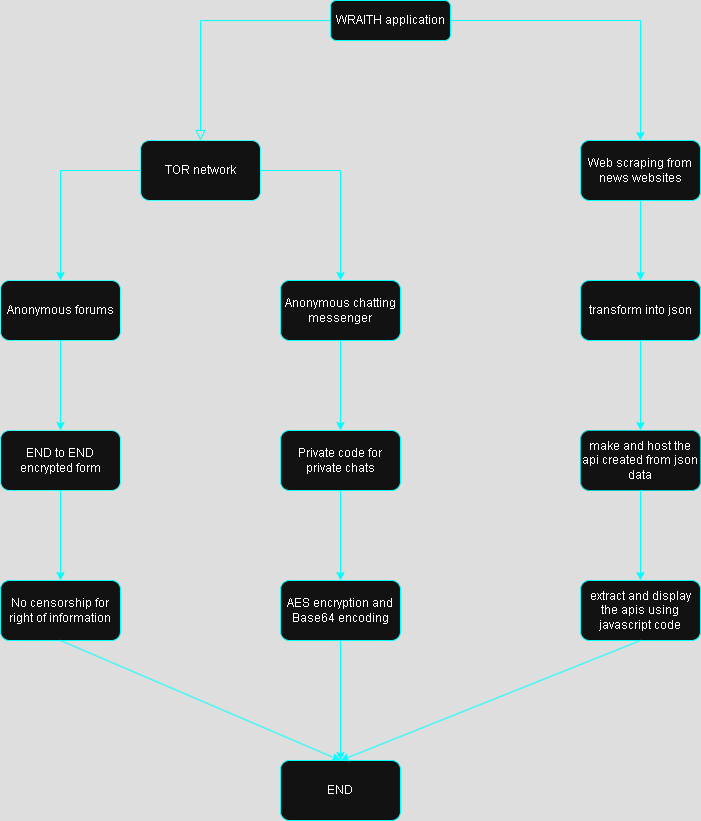 WRAITH application
TOR network
Web scraping from
news websites
Anonymous forums
Anonymous chatting
messenger
transform into json
END to END
encrypted form
Private code for
private chats
make and host the
api created from json
data
No censorship for
right of information
AES encryption and
Base64 encoding
extract and display
the apis using
javascript code
END